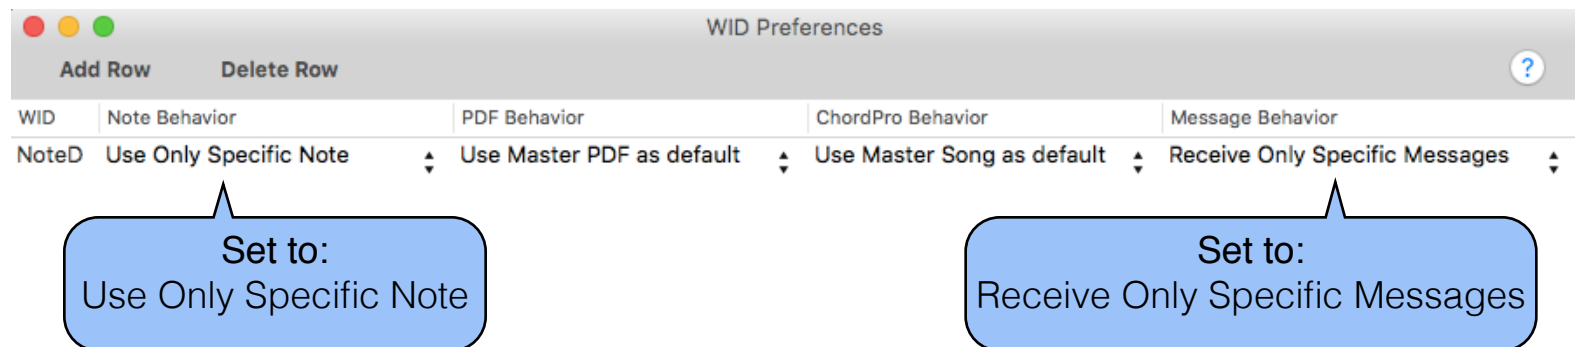 WID Preferences
Add Row Delete Row ?
WID Note Behavior PDF Behavior ChordPro Behavior Message Behavior
NoteD Use Only Specific Note Use Master PDF as default Use Master Song as default Receive Only Specific Messages
Set to:
Use Only Specific Note
Set to:
Receive Only Specific Messages